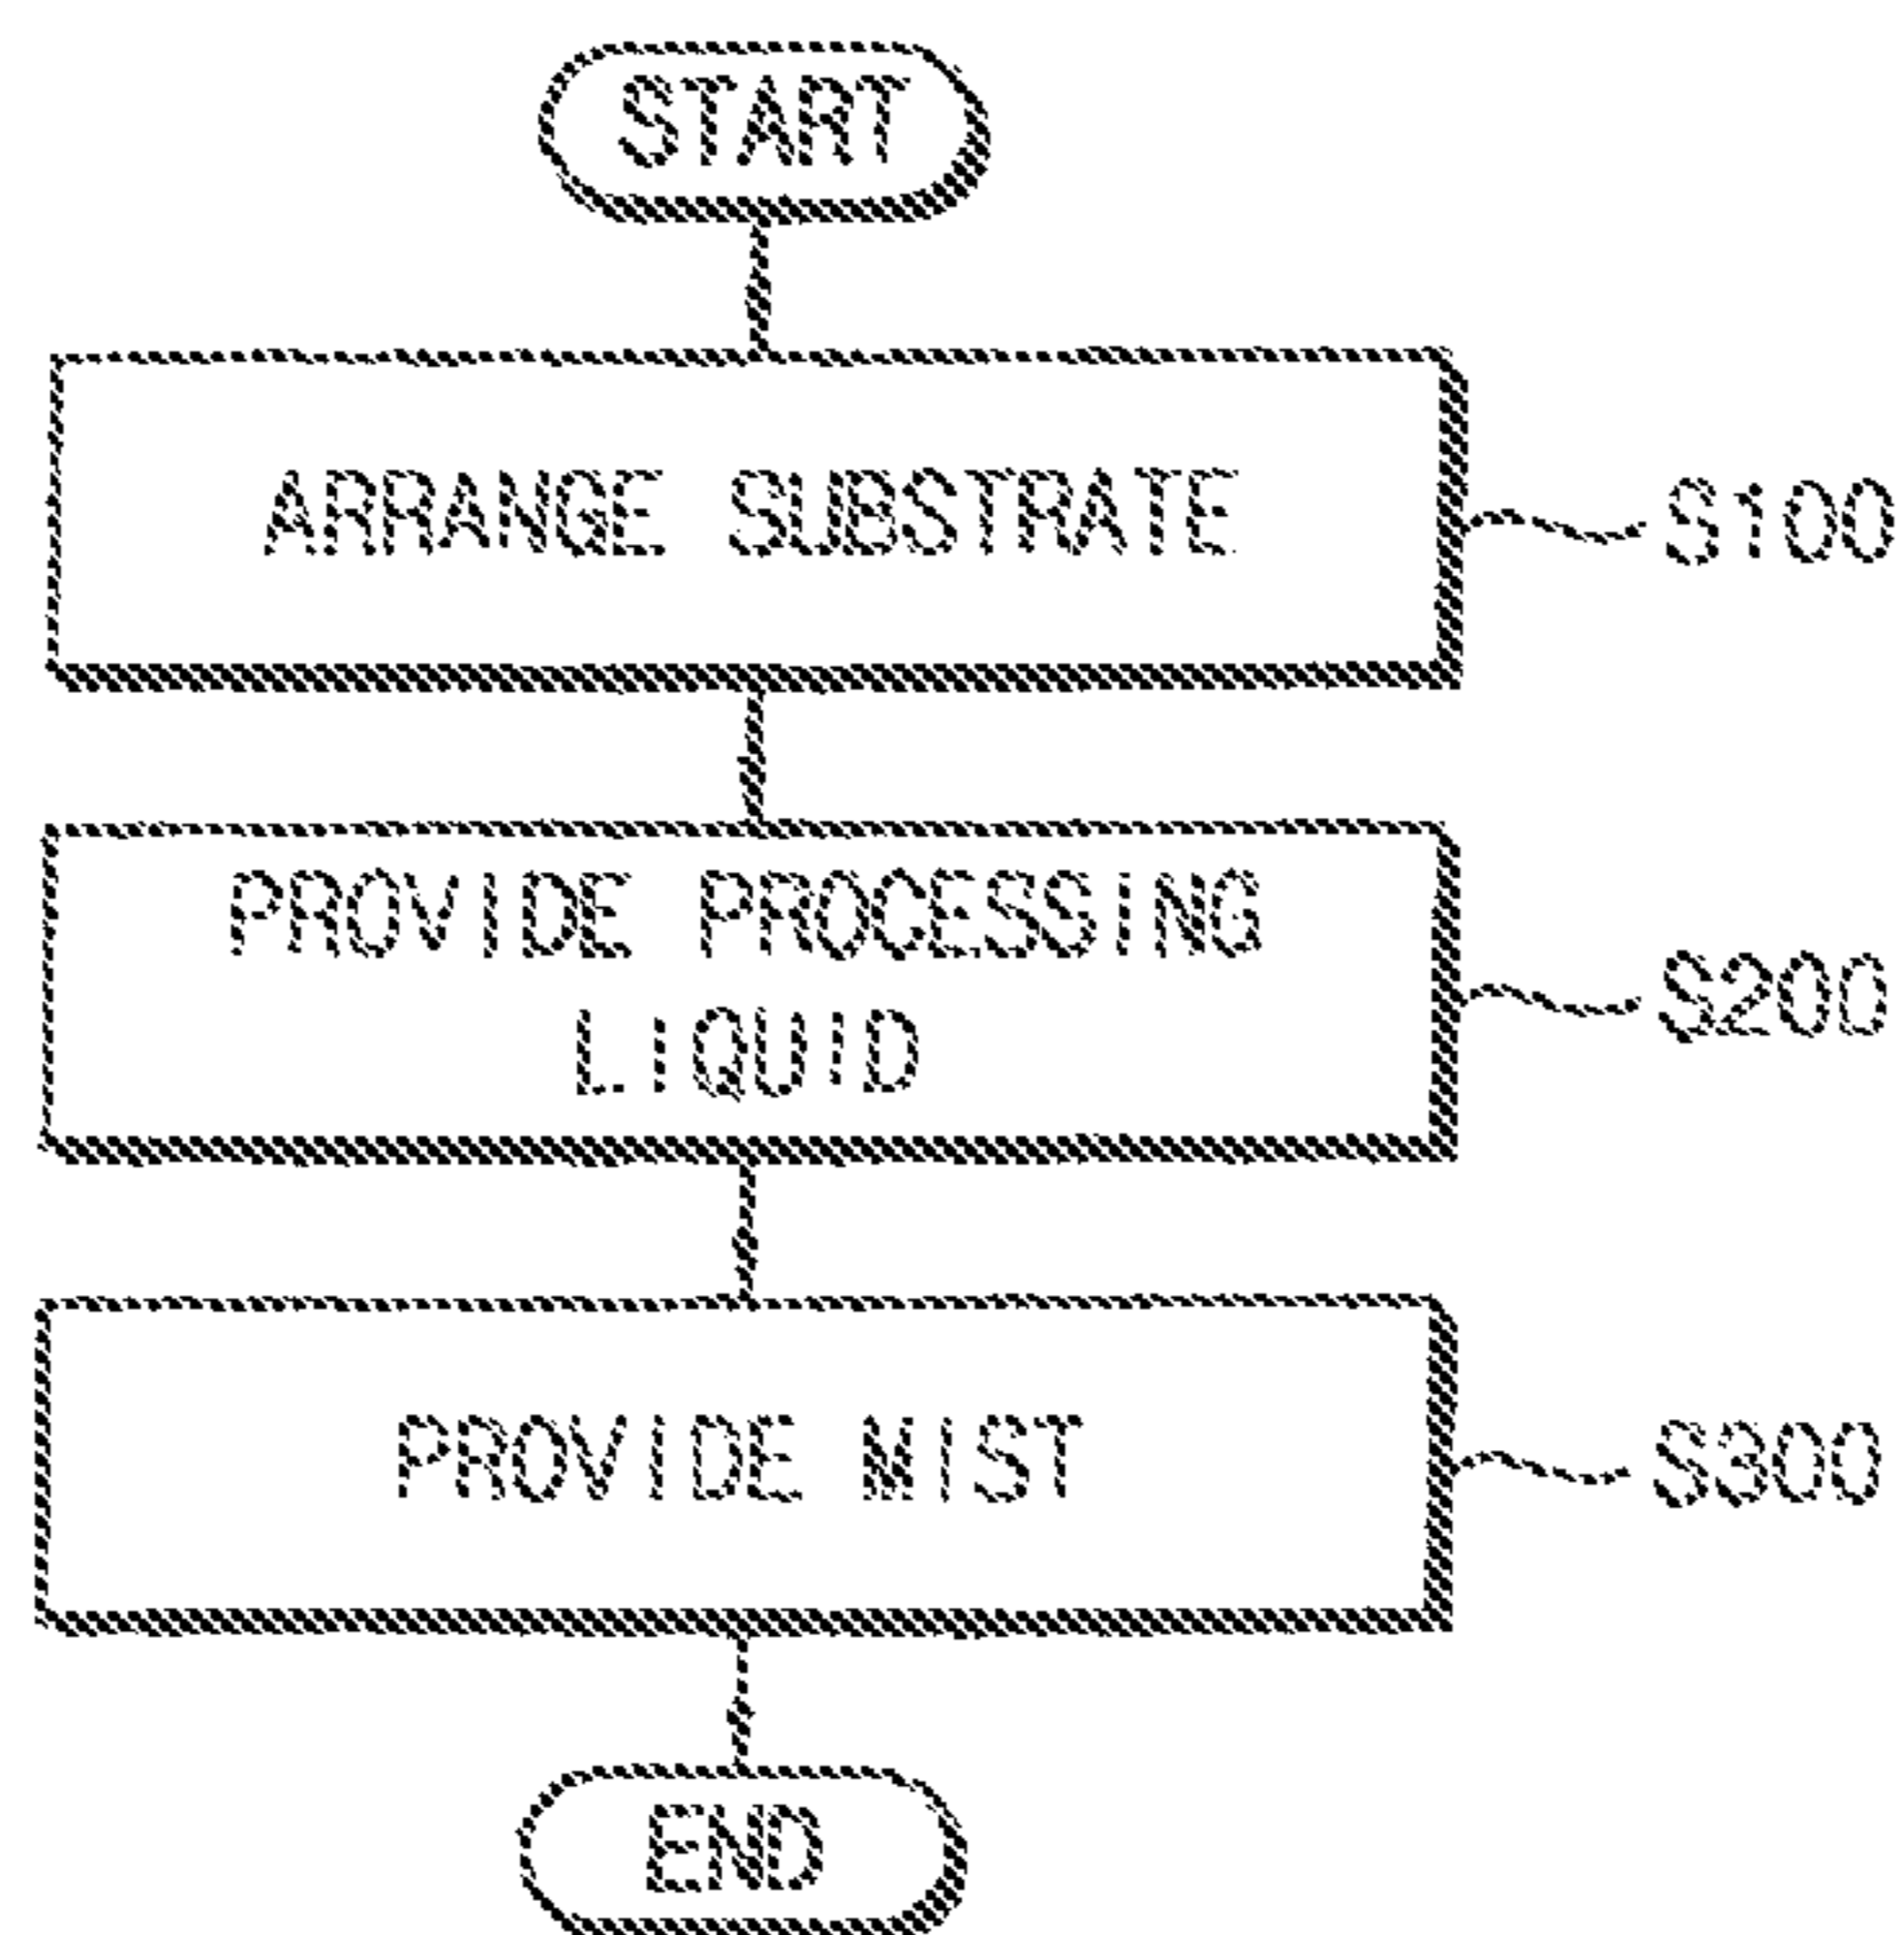 START
ARRANGE SUBSTRATE
S100
PROVIDE PROCESSING
LIQUID
S200
PROVIDE MIST
S300
END